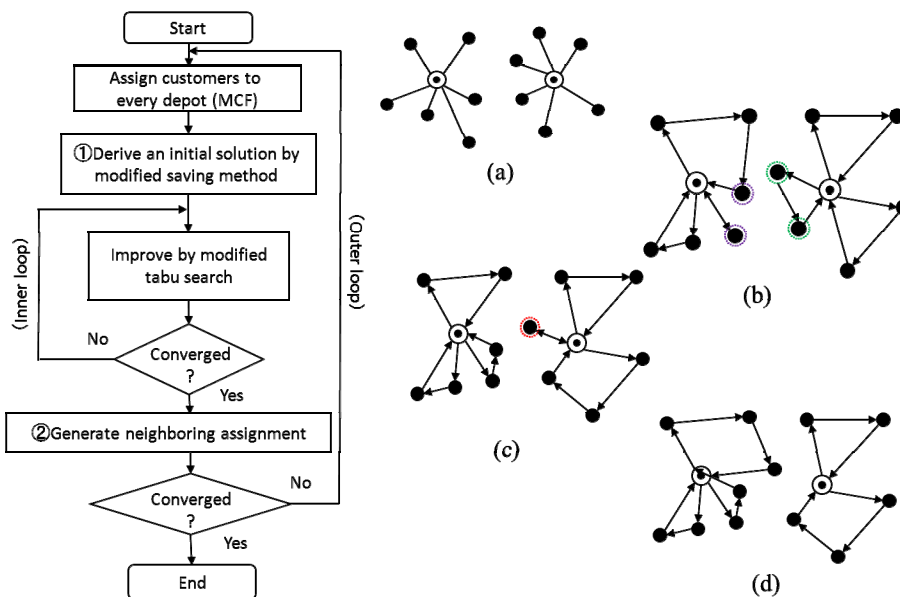 Start
Assign customers to
every depot (MCF)
①Derive an initial solution by
modified saving method
(Inner loop)
(Outer loop)
Improve by modified
tabu search
No
Converged
?
Yes
②Generate neighboring assignment
No
Converged
?
Yes
End
(a)
(b)
(c)
(d)